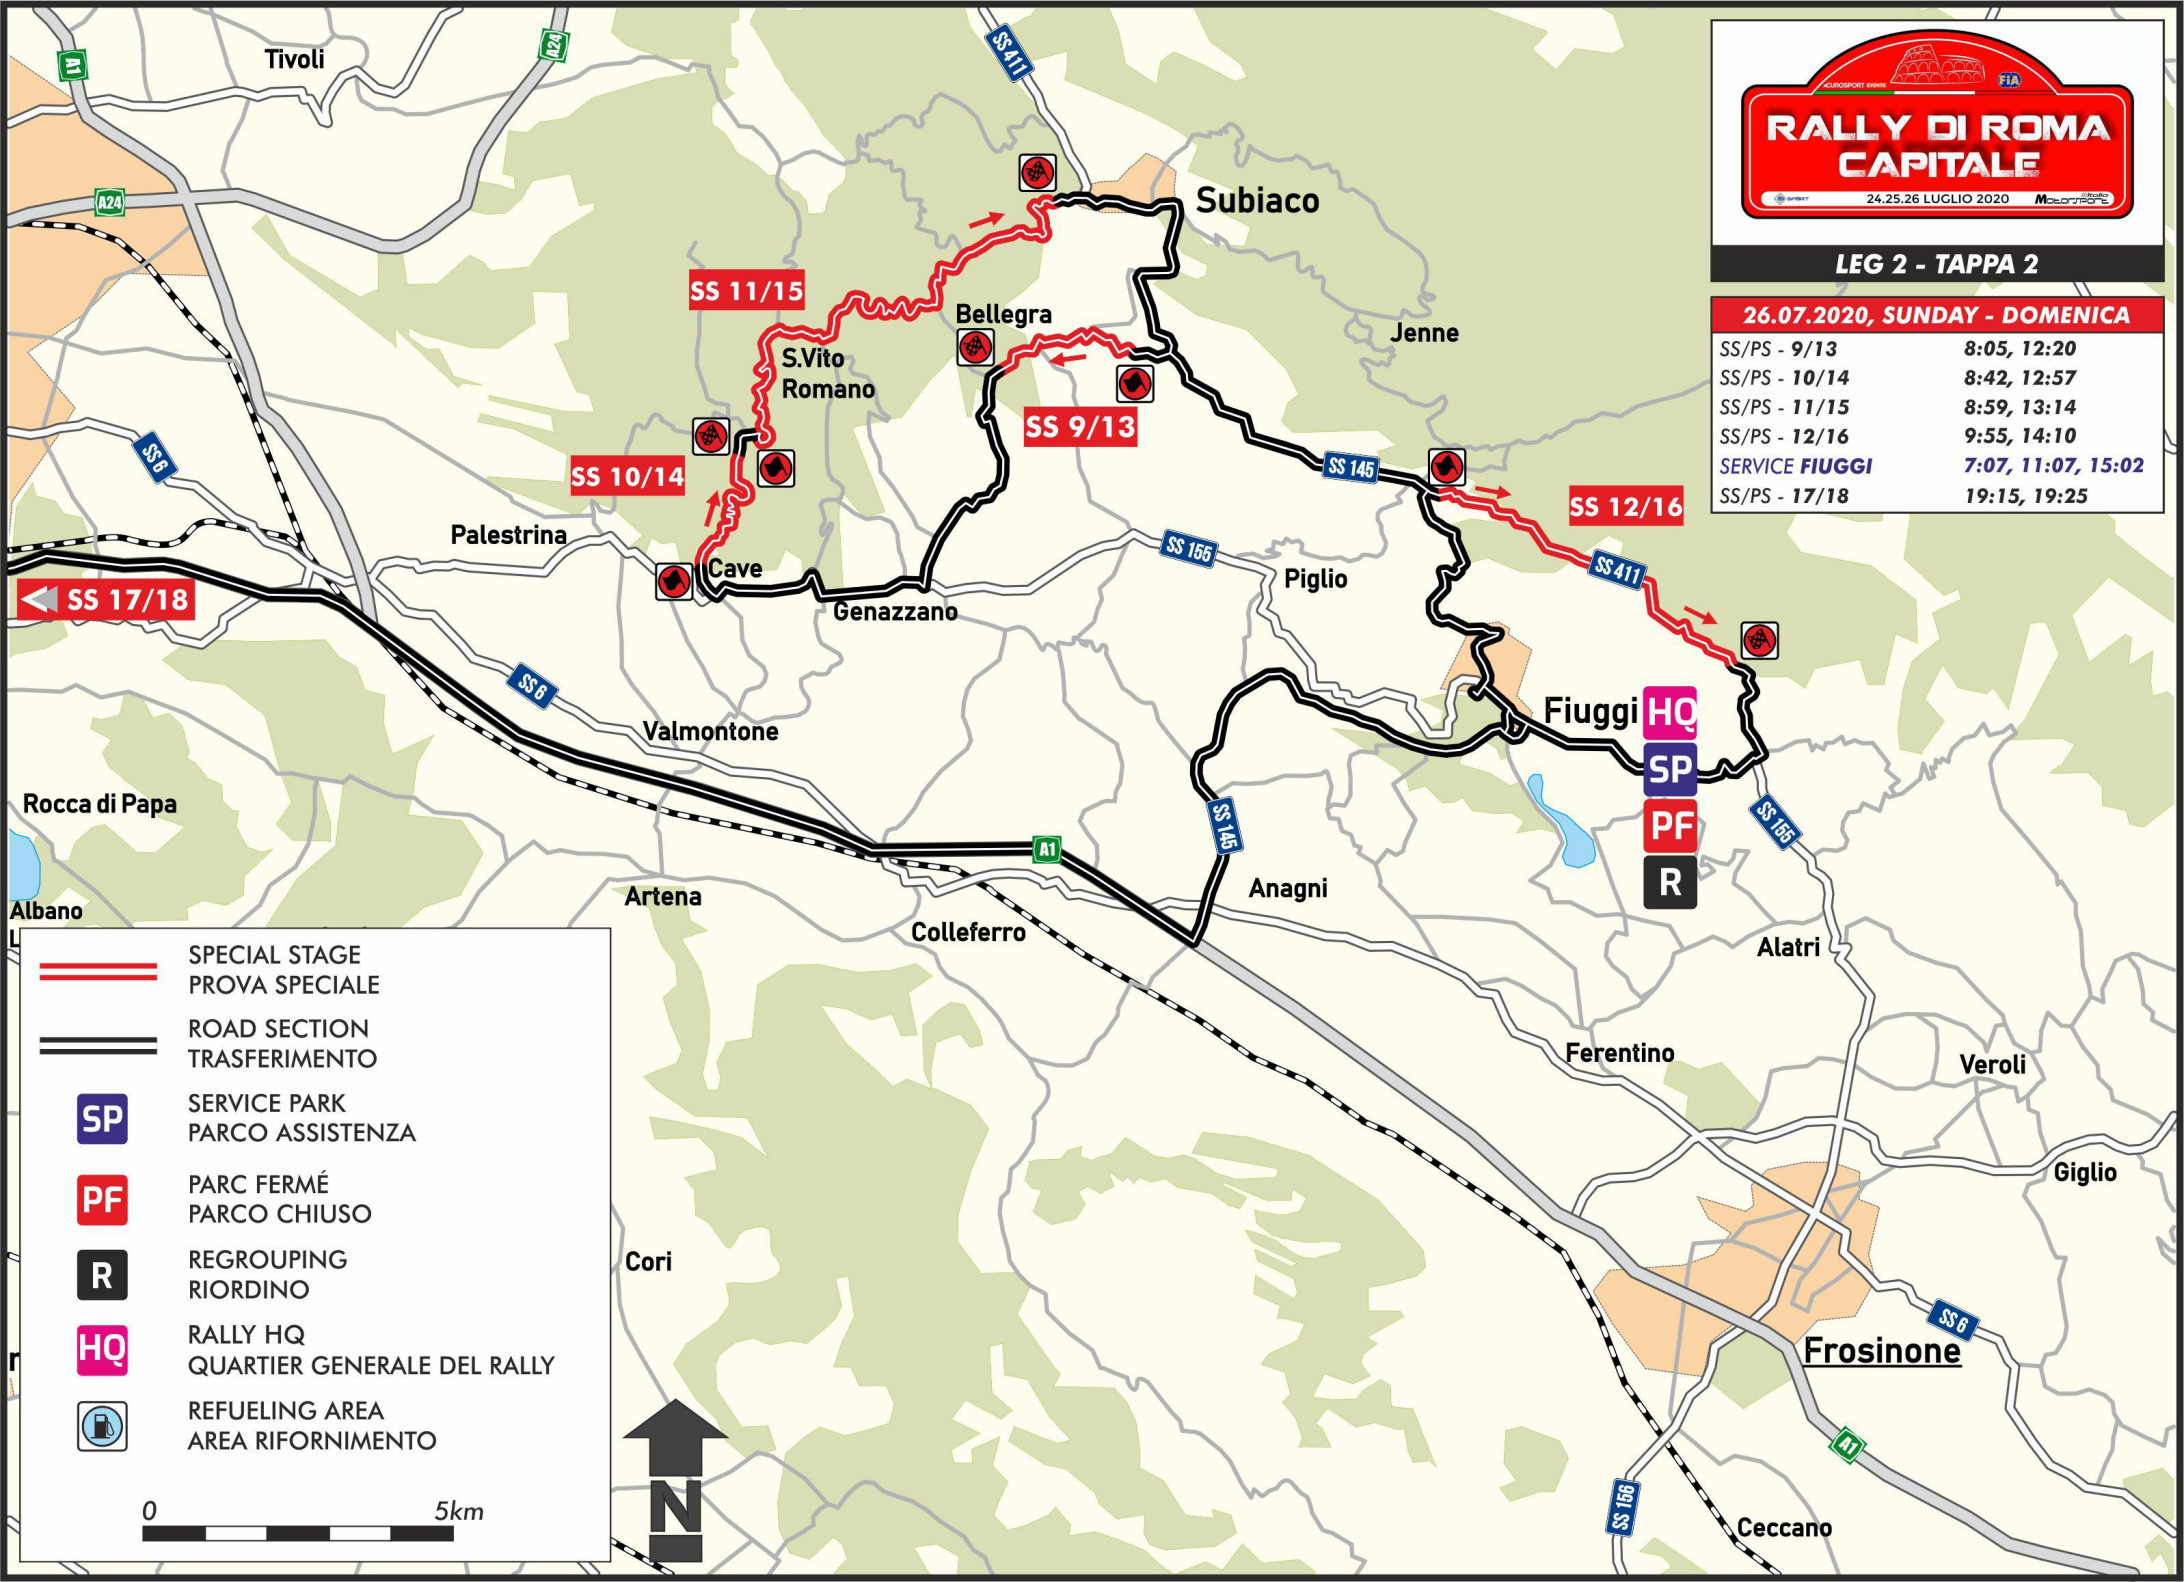 EUROSPORT EVENTS
FIA
RALLY DI ROMA
CAPITALE
24.25.26 LUGLIO 2020
Motorsport
Italia
LEG 2 - TAPPA 2
26.07.2020, SUNDAY - DOMENICA
SS/PS - 9/13 8:05, 12:20
SS/PS - 10/14 8:42, 12:57
SS/PS - 11/15 8:59, 13:14
SS/PS - 12/16 9:55, 14:10
SERVICE FIUGGI 7:07, 11:07, 15:02
SS/PS - 17/18 19:15, 19:25
A1
Tivoli
A24
SS 411
A24
Subiaco
SS 11/15
Bellegra
S.Vito
Romano
Jenne
SS 9/13
SS 6
SS 10/14
SS 145
SS 12/16
Palestrina
SS 155
SS 411
Cave
Piglio
SS 17/18
Genazzano
SS 6
Valmontone
Fiuggi
HQ
SP
PF
R
Rocca di Papa
SS 145
SS 155
A1
Artena
Anagni
Albano
L
Colleferro
Alatri
Ferentino
Veroli
Giglio
Cori
SS 6
Frosinone
A1
SS 156
Ceccano
SPECIAL STAGE
PROVA SPECIALE
ROAD SECTION
TRASFERIMENTO
SP
SERVICE PARK
PARCO ASSISTENZA
PF
PARC FERMÉ
PARCO CHIUSO
R
REGROUPING
RIORDINO
HQ
RALLY HQ
QUARTIER GENERALE DEL RALLY
REFUELING AREA
AREA RIFORNIMENTO
0 5km
N